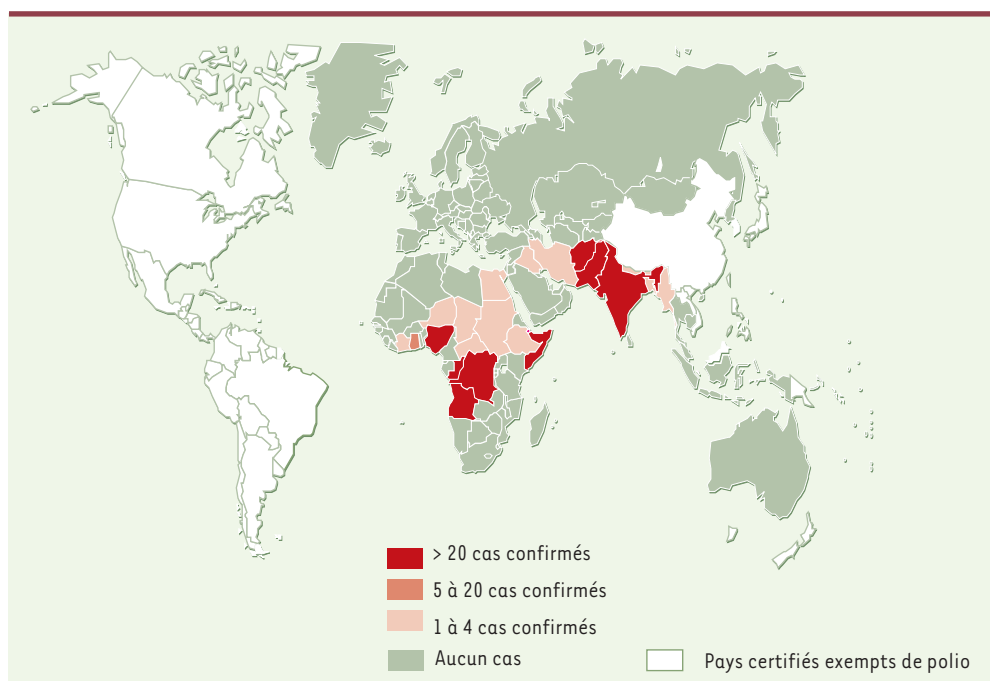 > 20 cas confirmés
5 à 20 cas confirmés
1 à 4 cas confirmés
Aucun cas
Pays certifiés exempts de polio